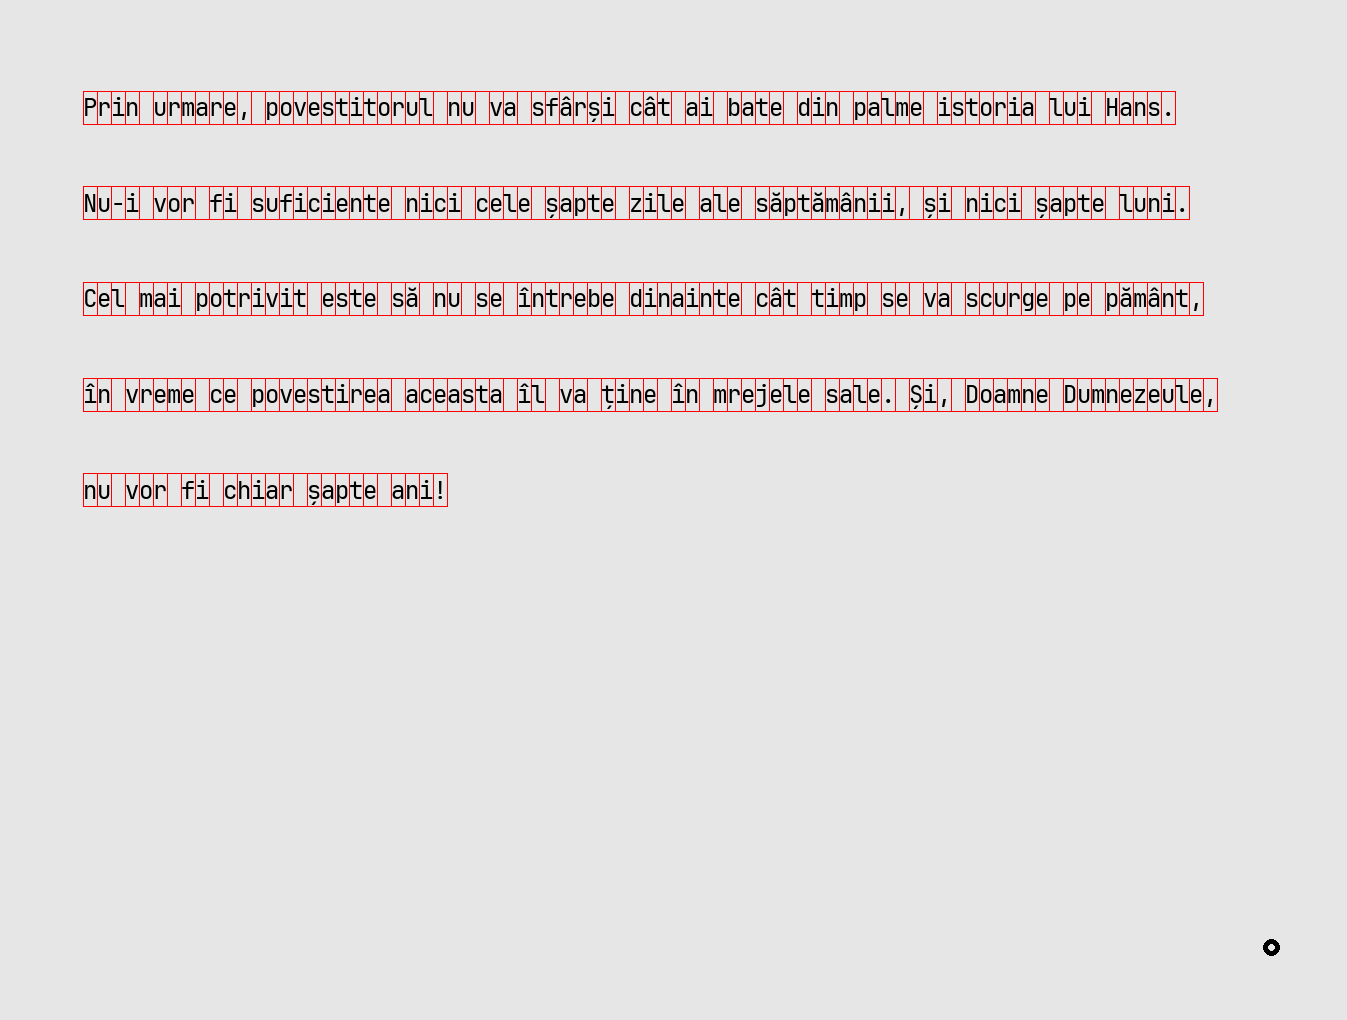 Prin urmare, povestitorul nu va sfârși cât ai bate din palme istoria lui Hans.
Nu-i vor fi suficiente nici cele șapte zile ale săptămânii, și nici șapte luni.
Cel mai potrivit este să nu se întrebe dinainte cât timp se va scurge pe pământ,
în vreme ce povestirea aceasta îl va ține în mrejele sale. Și, Doamne Dumnezeule,
nu vor fi chiar șapte ani!